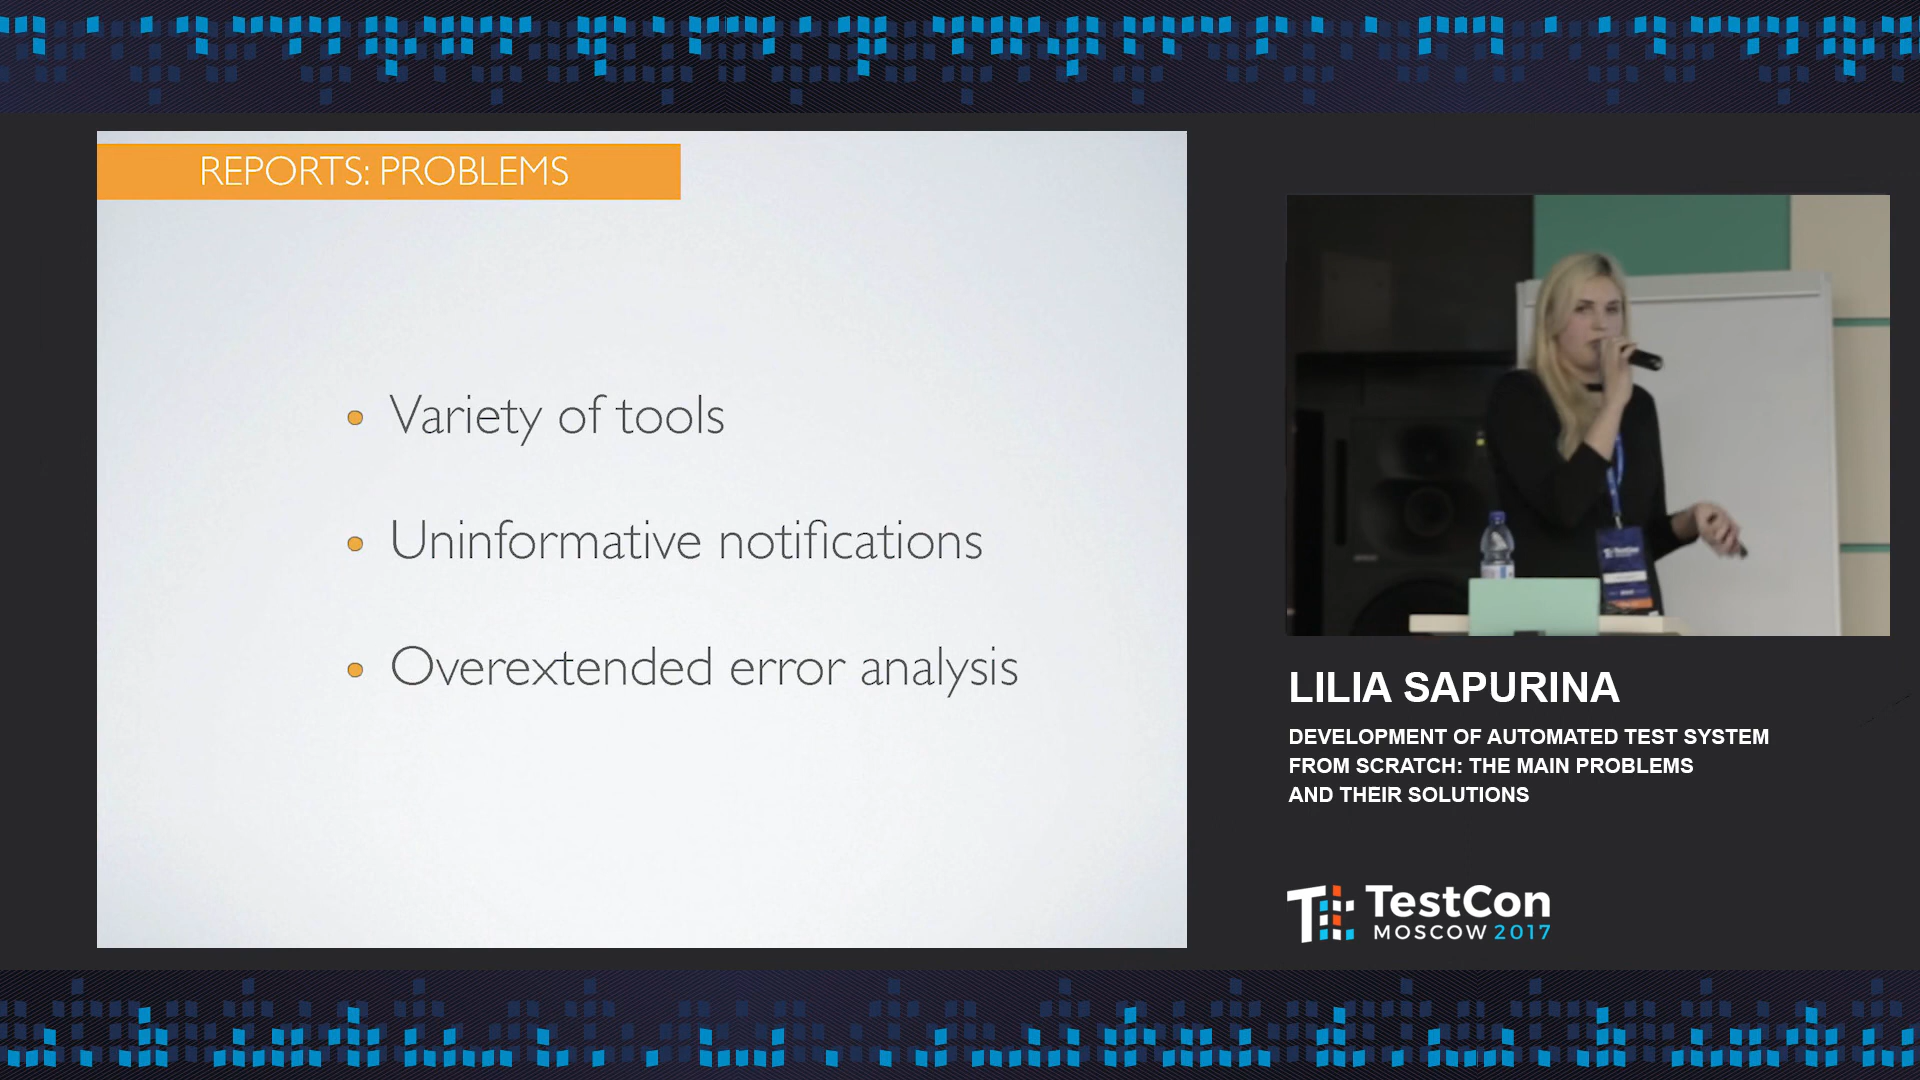 REPORTS: PROBLEMS
Variety of tools
Uninformative notifications
Overextended error analysis
LILIA SAPURINA
DEVELOPMENT OF AUTOMATED TEST SYSTEM
FROM SCRATCH: THE MAIN PROBLEMS
AND THEIR SOLUTIONS
TestCon
MOSCOW 2017
TestCon